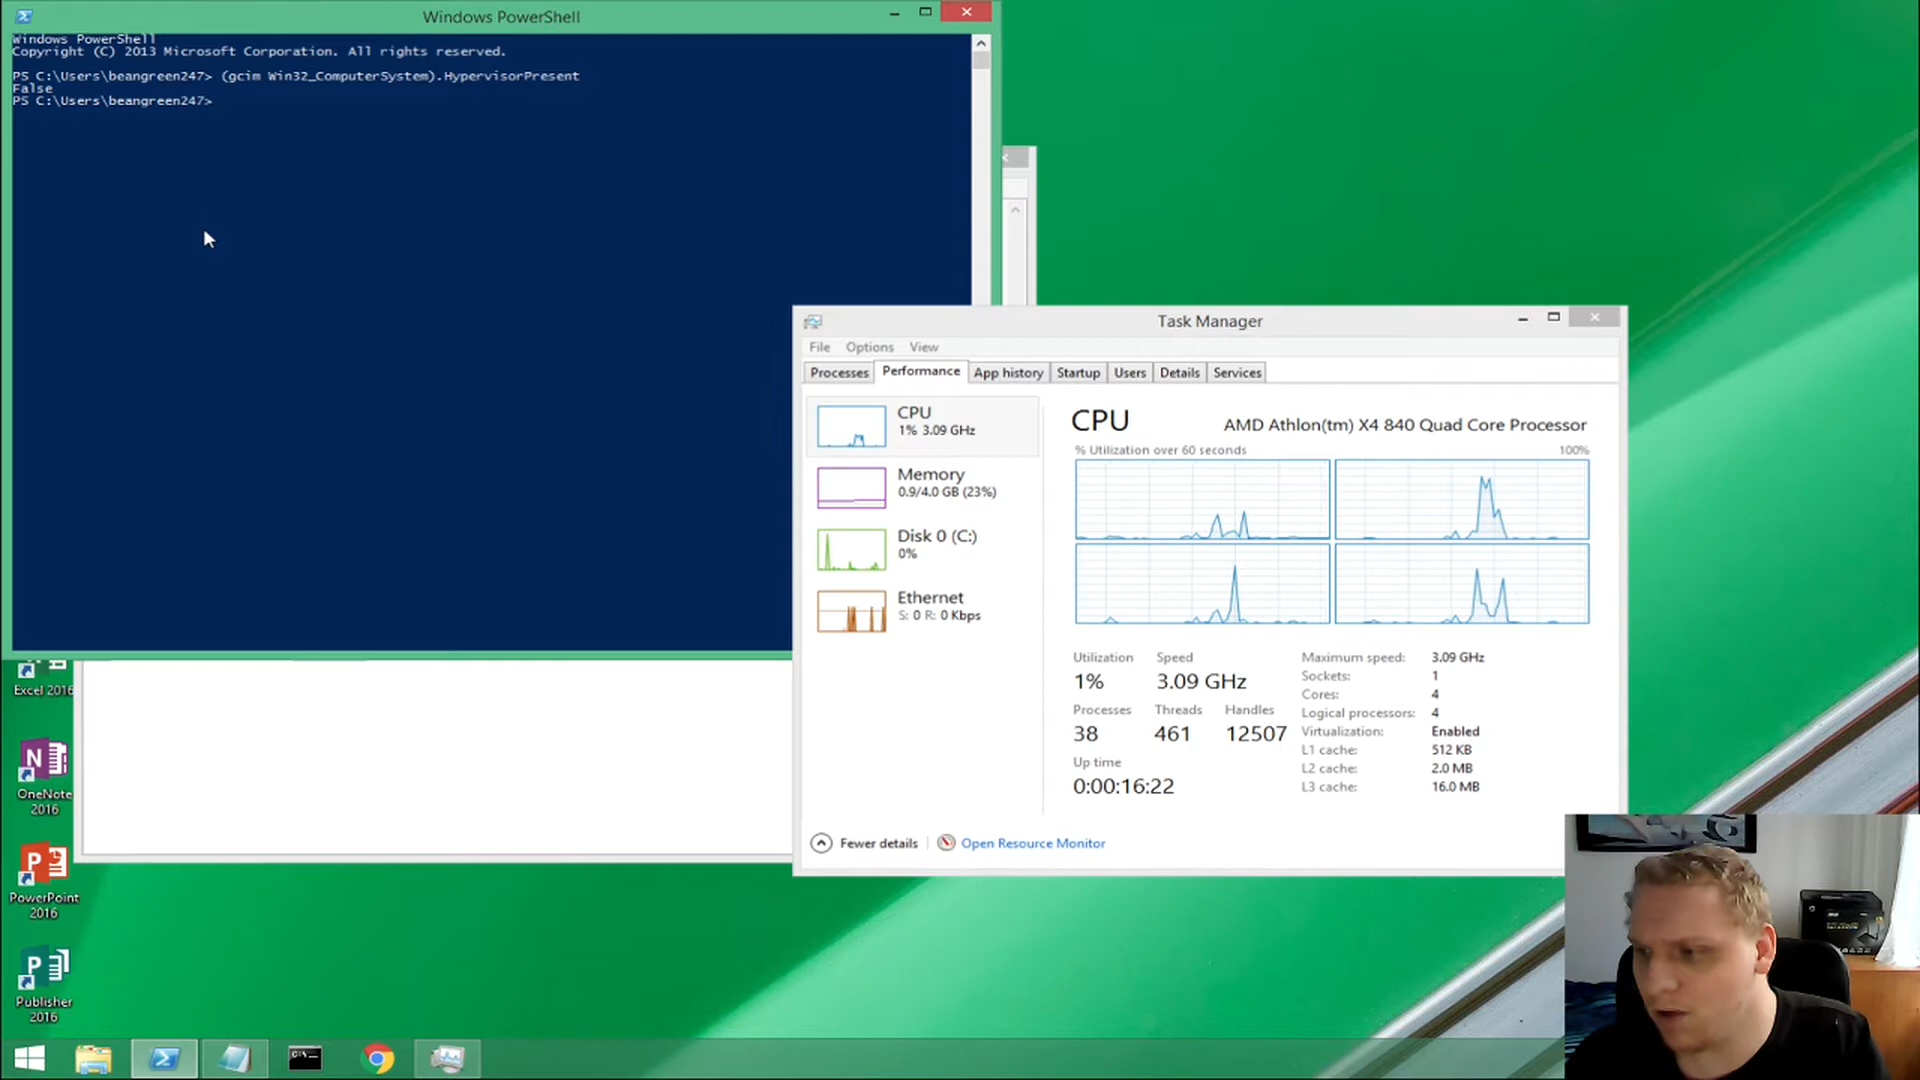 Windows PowerShell
Windows PowerShell
Copyright (C) 2013 Microsoft Corporation. All rights reserved.
PS C:\Users\beangreen247> (gcim Win32_ComputerSystem).HypervisorPresent
False
PS C:\Users\beangreen247>
Task Manager
File Options View
Processes Performance App history Startup Users Details Services
CPU
1% 3.09 GHz
Memory
0.9/4.0 GB (23%)
Disk 0 (C:)
0%
Ethernet
S: 0 R: 0 Kbps
CPU AMD Athlon(tm) X4 840 Quad Core Processor
% Utilization over 60 seconds 100%
Utilization Speed
1% 3.09 GHz
Processes Threads Handles
38 461 12507
Up time
0:00:16:22
Maximum speed: 3.09 GHz
Sockets: 1
Cores: 4
Logical processors: 4
Virtualization: Enabled
L1 cache: 512 KB
L2 cache: 2.0 MB
L3 cache: 16.0 MB
Fewer details Open Resource Monitor
Excel 2016
OneNote
2016
PowerPoint
2016
Publisher
2016